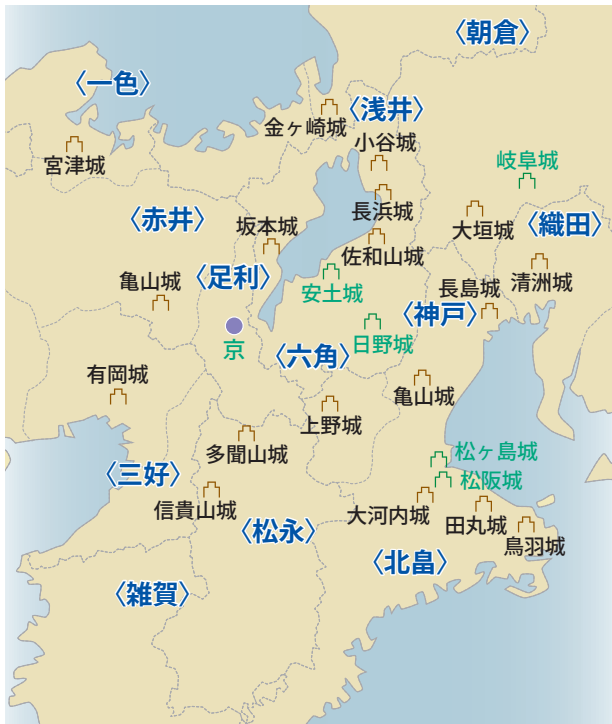 〈朝倉〉
〈一色〉
〈浅井〉
金ヶ崎城
小谷城
宮津城
岐阜城
長浜城
〈赤井〉
坂本城
大垣城
〈織田〉
佐和山城
〈足利〉
亀山城
安土城
長島城
清洲城
〈神戸〉
京
日野城
〈六角〉
有岡城
亀山城
上野城
多聞山城
松ヶ島城
〈三好〉
松阪城
信貴山城
大河内城
田丸城
〈松永〉
鳥羽城
〈北畠〉
〈雑賀〉